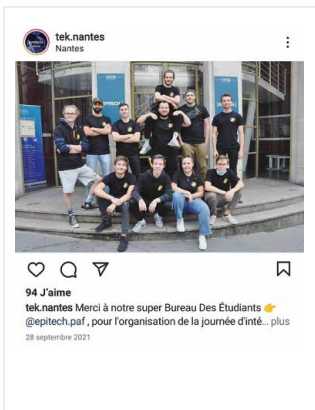 tek.nantes
Nantes
EPITECH
94 J'aime
tek.nantes Merci à notre super Bureau Des Étudiants 👉
@epitech.paf , pour l'organisation de la journée d'inté... plus
28 septembre 2021